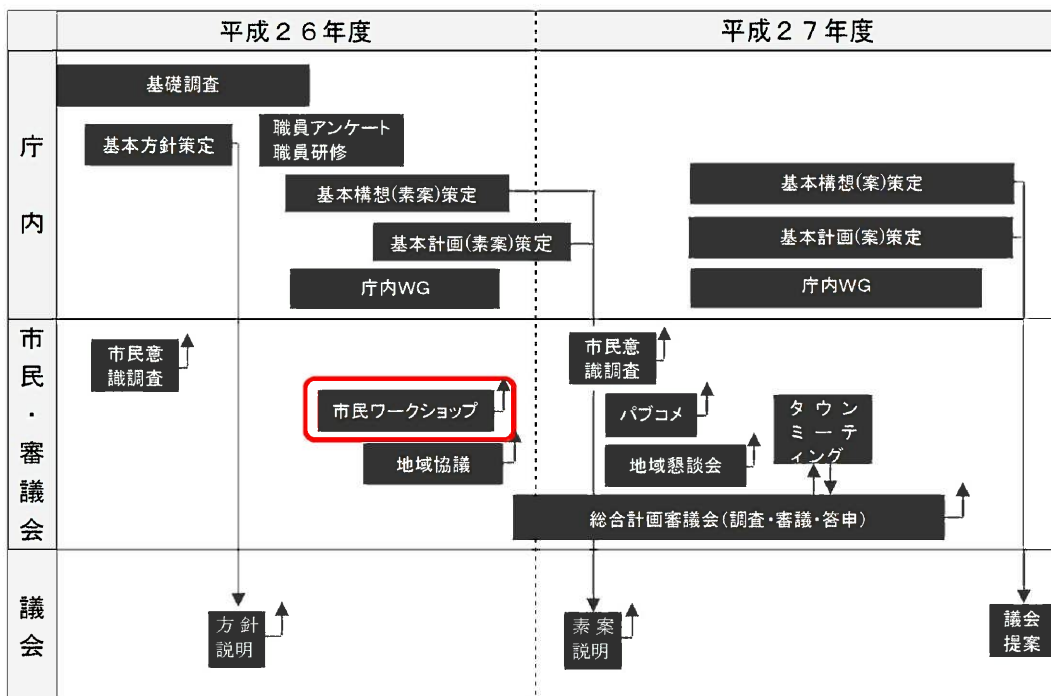 平成２６年度
平成２７年度
庁内
基礎調査
基本方針策定
職員アンケート
職員研修
基本構想(素案)策定
基本計画(素案)策定
庁内WG
基本構想(案)策定
基本計画(案)策定
庁内WG
市民・審議会
市民意
識調査
市民ワークショップ
地域協議
市民意
識調査
パブコメ
地域懇談会
タウン
ミーテ
ィング
総合計画審議会(調査・審議・答申)
議会
方針
説明
素案
説明
議会
提案